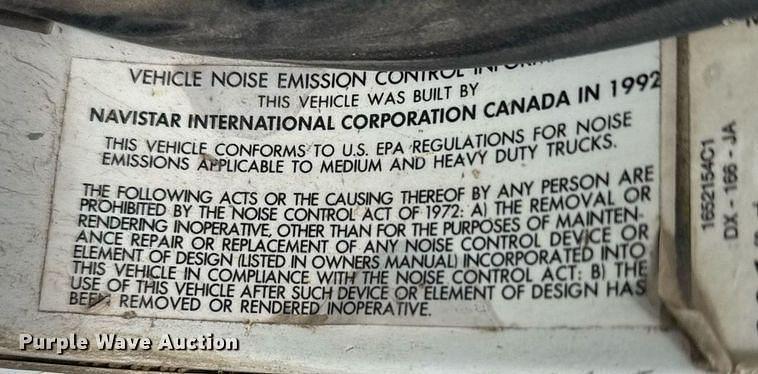 VEHICLE NOISE EMISSION CONTROL
THIS VEHICLE WAS BUILT BY
NAVISTAR INTERNATIONAL CORPORATION CANADA IN 1992
THIS VEHICLE CONFORMS TO U.S. EPA REGULATIONS FOR NOISE
EMISSIONS APPLICABLE TO MEDIUM AND HEAVY DUTY TRUCKS.
THE FOLLOWING ACTS OR THE CAUSING THEREOF BY ANY PERSON ARE
PROHIBITED BY THE NOISE CONTROL ACT OF 1972: A) THE REMOVAL OR
RENDERING INOPERATIVE, OTHER THAN FOR THE PURPOSES OF MAINTEN-
ANCE REPAIR OR REPLACEMENT OF ANY NOISE CONTROL DEVICE OR
ELEMENT OF DESIGN (LISTED IN OWNERS MANUAL) INCORPORATED INTO
THIS VEHICLE IN COMPLIANCE WITH THE NOISE CONTROL ACT: B) THE
USE OF THIS VEHICLE AFTER SUCH DEVICE OR ELEMENT OF DESIGN HAS
BEEN REMOVED OR RENDERED INOPERATIVE.
1652154C1
DX - 166 - JA
Purple Wave Auction